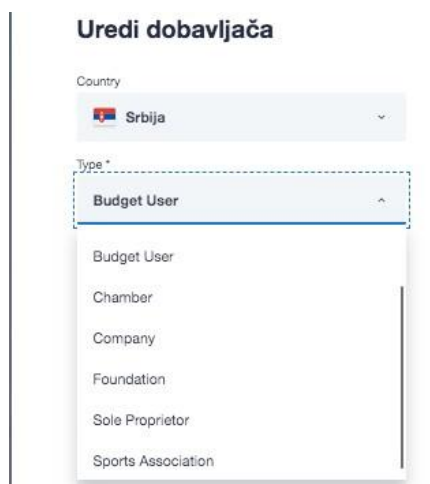 Uredi dobavljača
Country
Srbija
Type *
Budget User
Budget User
Chamber
Company
Foundation
Sole Proprietor
Sports Association